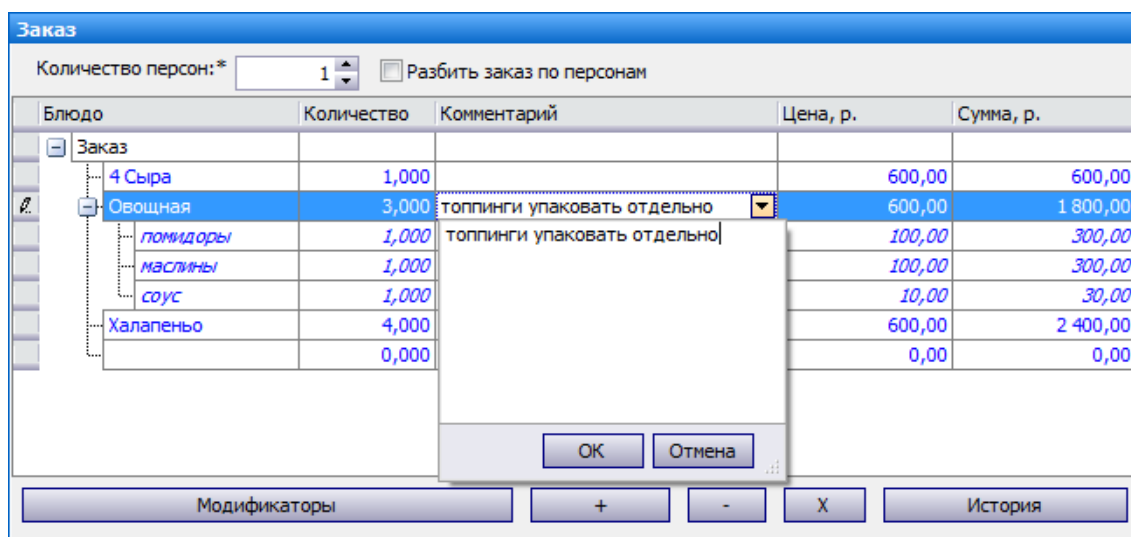 Заказ
Количество персон:* 1 Разбить заказ по персонам
Блюдо Количество Комментарий Цена, р. Сумма, р.
Заказ
4 Сыра 1,000 600,00 600,00
Овощная 3,000 топпинги упаковать отдельно 600,00 1 800,00
топпинги упаковать отдельно
помидоры 1,000 100,00 300,00
маслины 1,000 100,00 300,00
соус 1,000 10,00 30,00
Халапеньо 4,000 600,00 2 400,00
0,000 0,00 0,00
ОК Отмена
Модификаторы + - X История